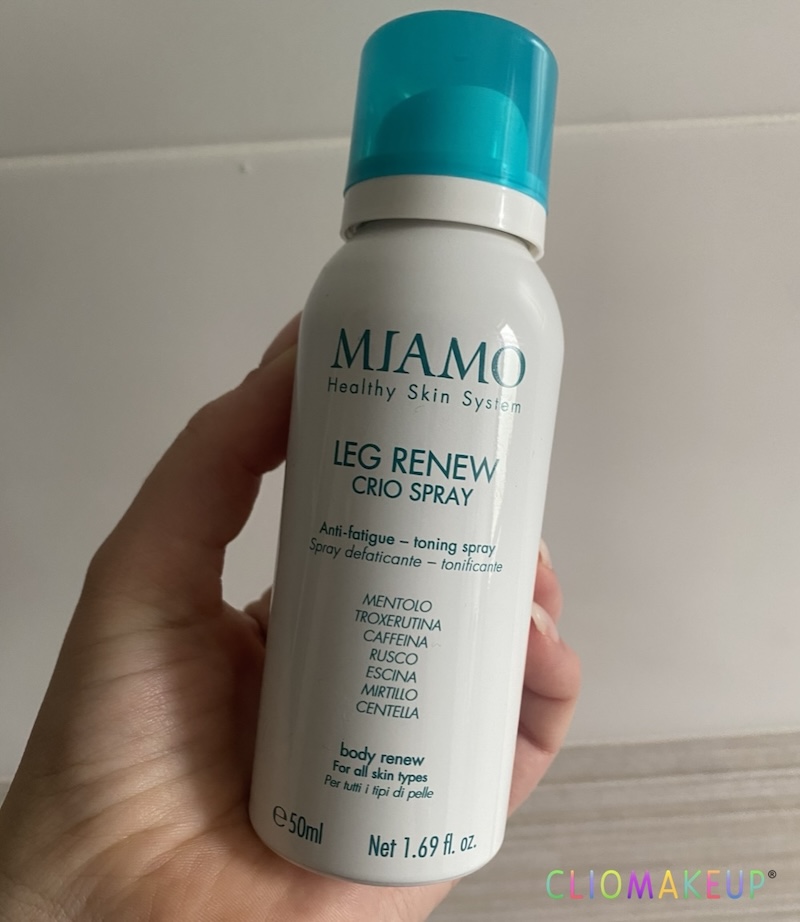 MIAMO
Healthy Skin System
LEG RENEW
CRIO SPRAY
Anti-fatigue – toning spray
Spray defaticante – tonificante
MENTOLO
TROXERUTINA
CAFFEINA
RUSCO
ESCINA
MIRTILLO
CENTELLA
body renew
For all skin types
Per tutti i tipi di pelle
℮50ml Net 1.69 fl. oz.
CLIOMAKEUP®